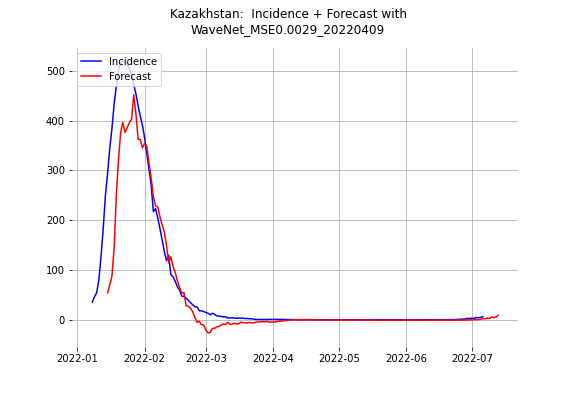 Kazakhstan:  Incidence + Forecast with
WaveNet_MSE0.0029_20220409
Incidence
Forecast
500
400
300
200
100
0
2022-01 2022-02 2022-03 2022-04 2022-05 2022-06 2022-07